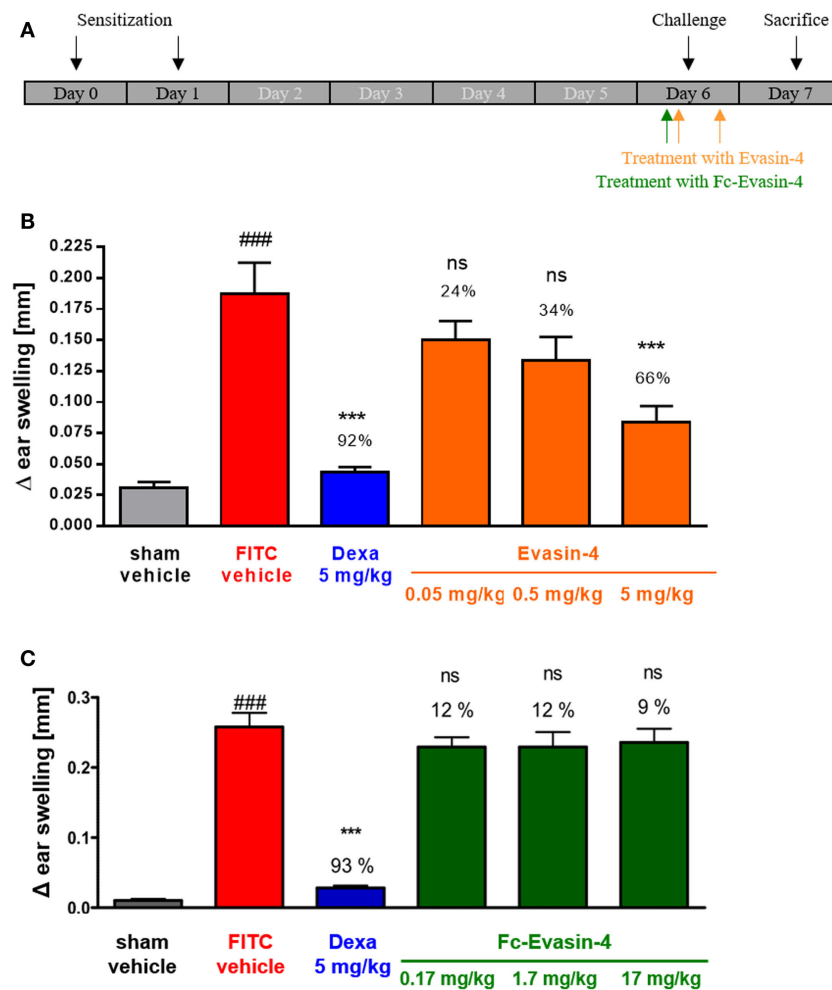 A
Sensitization Challenge Sacrifice
Day 0 Day 1 Day 2 Day 3 Day 4 Day 5 Day 6 Day 7
Treatment with Evasin-4
Treatment with Fc-Evasin-4
B
Δ ear swelling [mm]
0.225
0.200
0.175
0.150
0.125
0.100
0.075
0.050
0.025
0.000
###
***
92%
ns
24%
ns
34%
***
66%
sham vehicle
FITC vehicle
Dexa 5 mg/kg
Evasin-4
0.05 mg/kg 0.5 mg/kg 5 mg/kg
C
Δ ear swelling [mm]
0.3
0.2
0.1
0.0
###
***
93 %
ns
12 %
ns
12 %
ns
9 %
sham vehicle
FITC vehicle
Dexa 5 mg/kg
Fc-Evasin-4
0.17 mg/kg 1.7 mg/kg 17 mg/kg